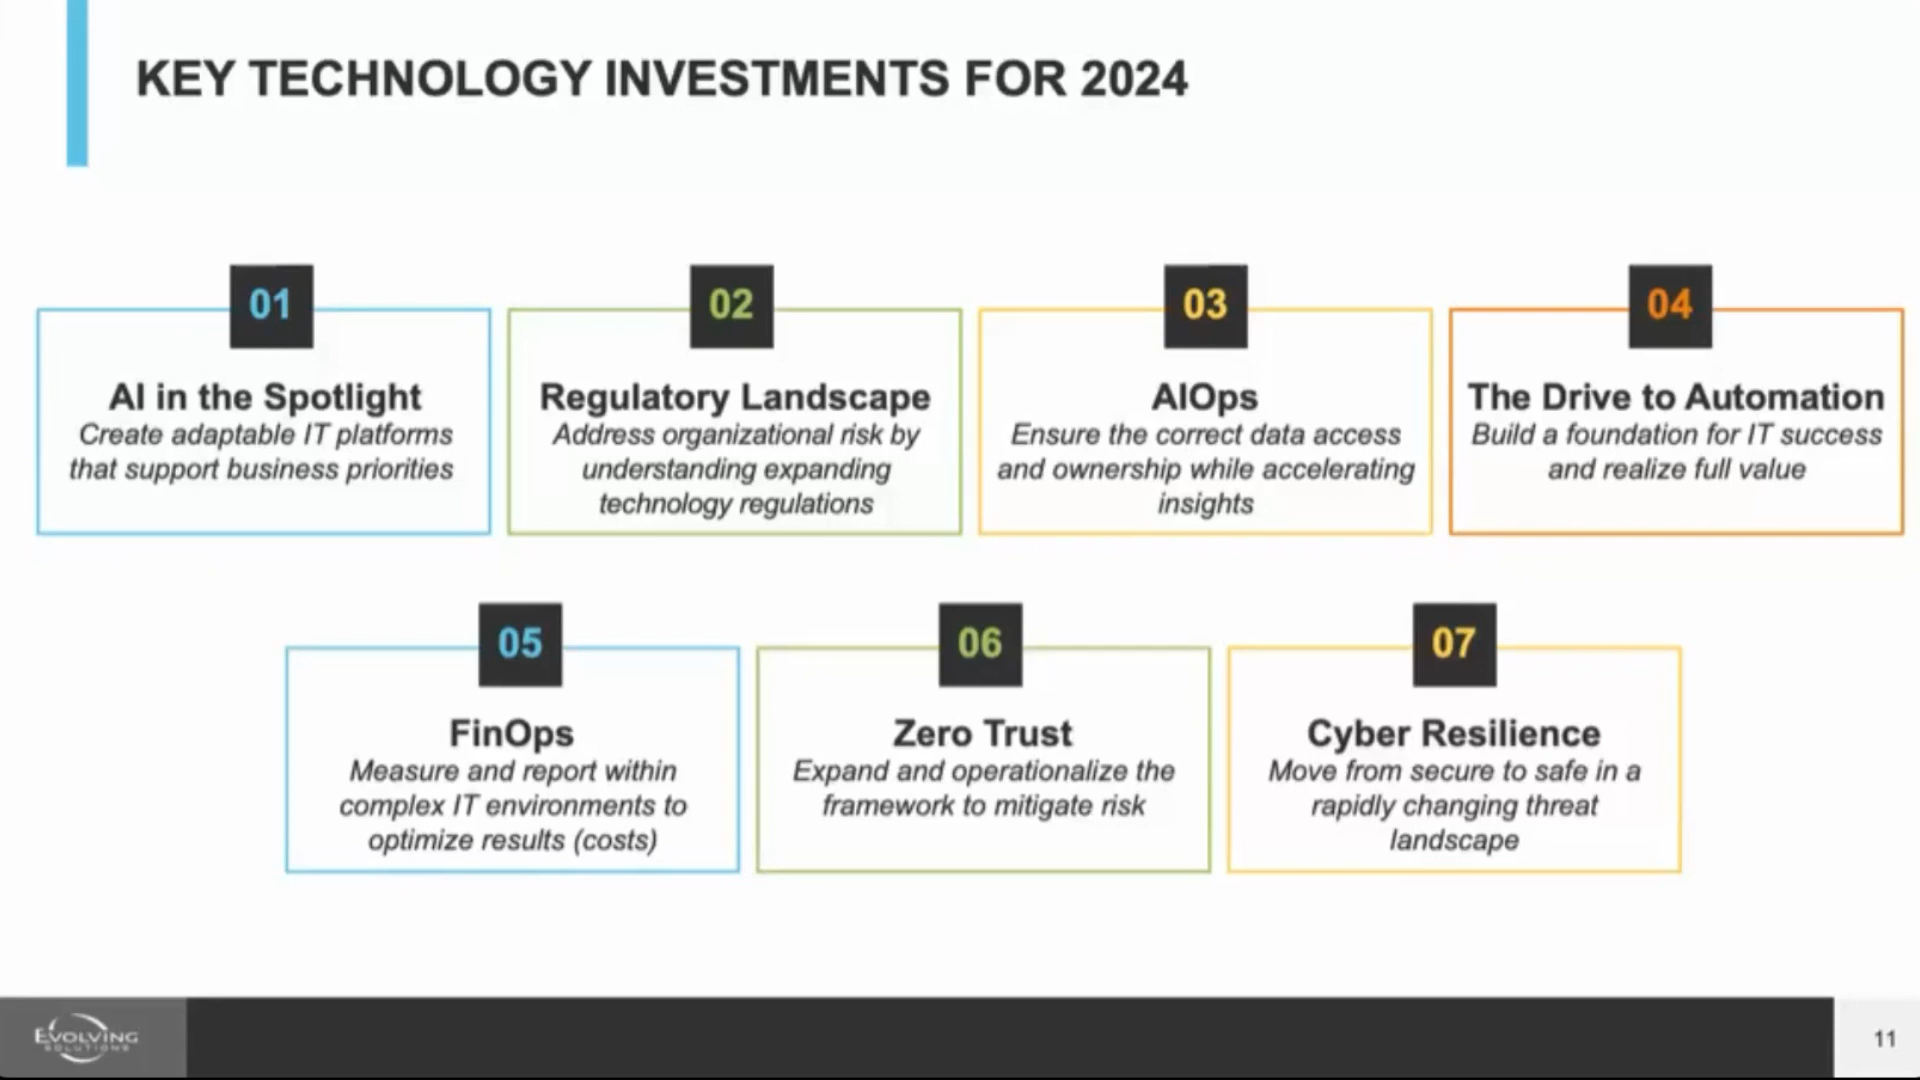 KEY TECHNOLOGY INVESTMENTS FOR 2024
01
AI in the Spotlight
Create adaptable IT platforms
that support business priorities
02
Regulatory Landscape
Address organizational risk by
understanding expanding
technology regulations
03
AIOps
Ensure the correct data access
and ownership while accelerating
insights
04
The Drive to Automation
Build a foundation for IT success
and realize full value
05
FinOps
Measure and report within
complex IT environments to
optimize results (costs)
06
Zero Trust
Expand and operationalize the
framework to mitigate risk
07
Cyber Resilience
Move from secure to safe in a
rapidly changing threat
landscape
EVOLVING
SOLUTIONS
11